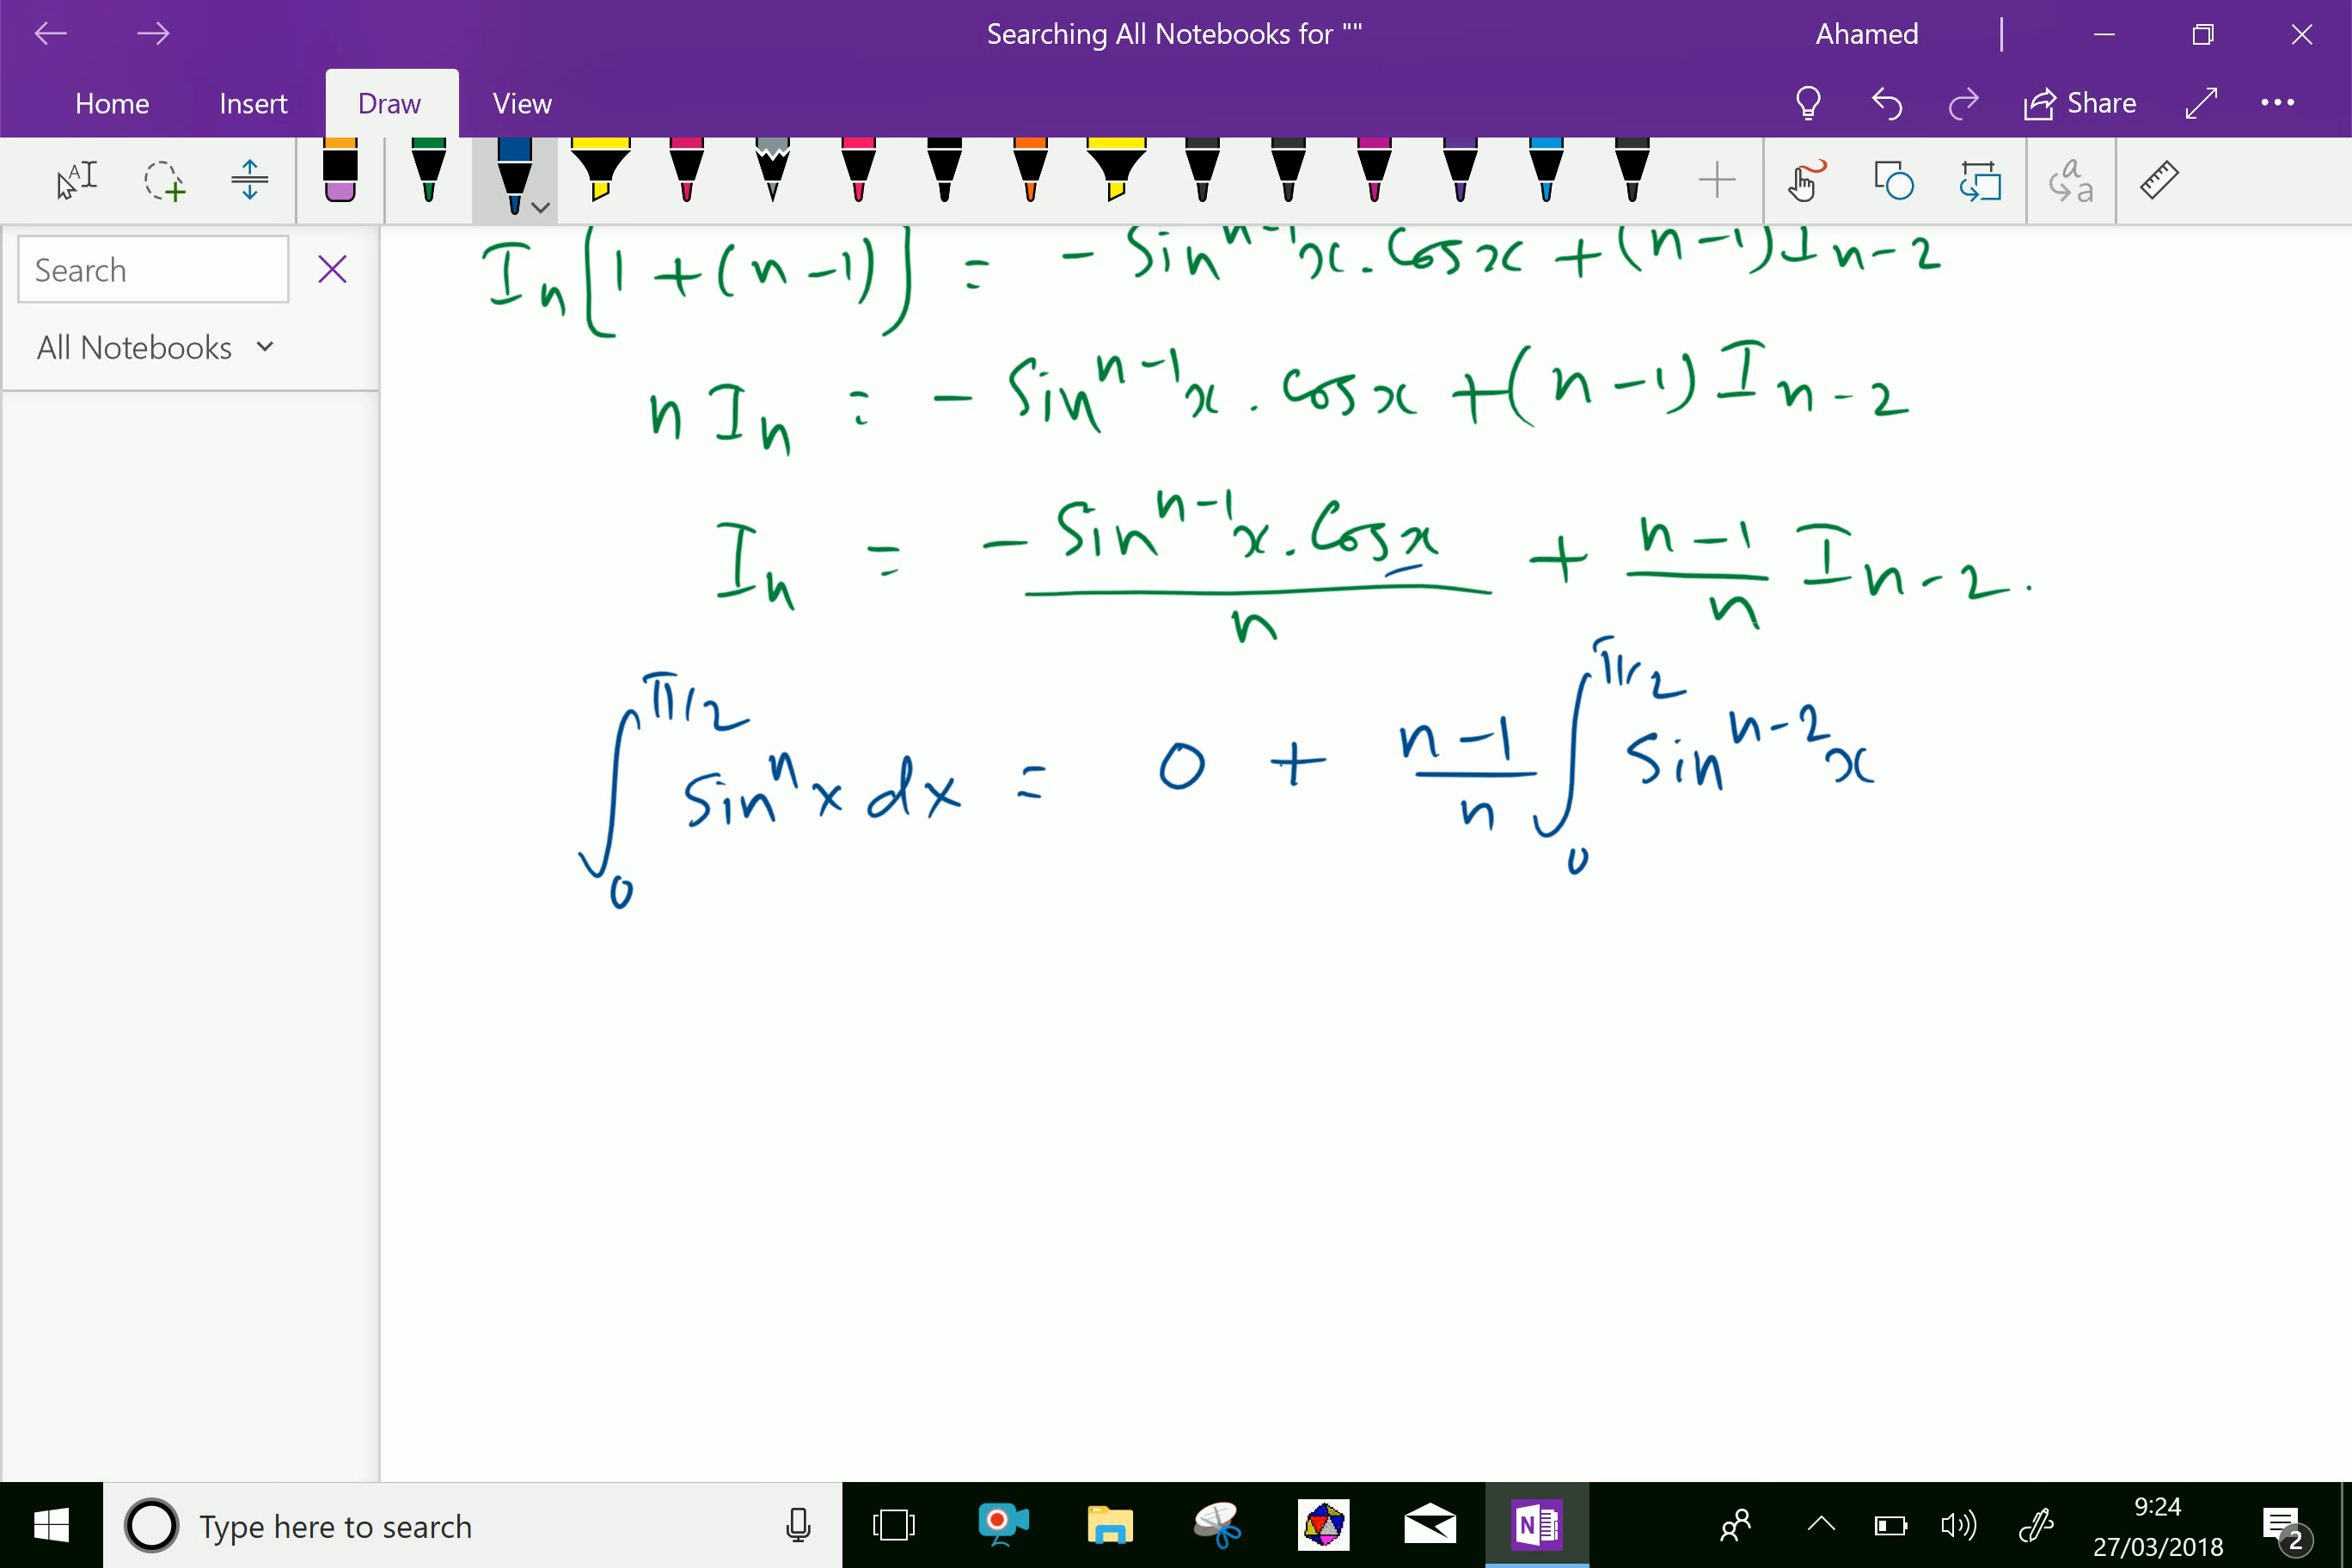 Searching All Notebooks for ""
Ahamed
Home Insert Draw View
Share
Search
All Notebooks
Iₙ[1 + (n-1)] = - Sinⁿ⁻¹x. Cosx + (n-1) Iₙ₋₂
n Iₙ = - Sinⁿ⁻¹x . Cosx + (n-1) Iₙ₋₂
Iₙ = -Sinⁿ⁻¹x. Cosx / n + n-1 / n Iₙ₋₂.
∫₀^π/2 Sinⁿx dx = 0 + n-1 / n ∫₀^π/2 Sinⁿ⁻²x
Type here to search
9:24
27/03/2018
2